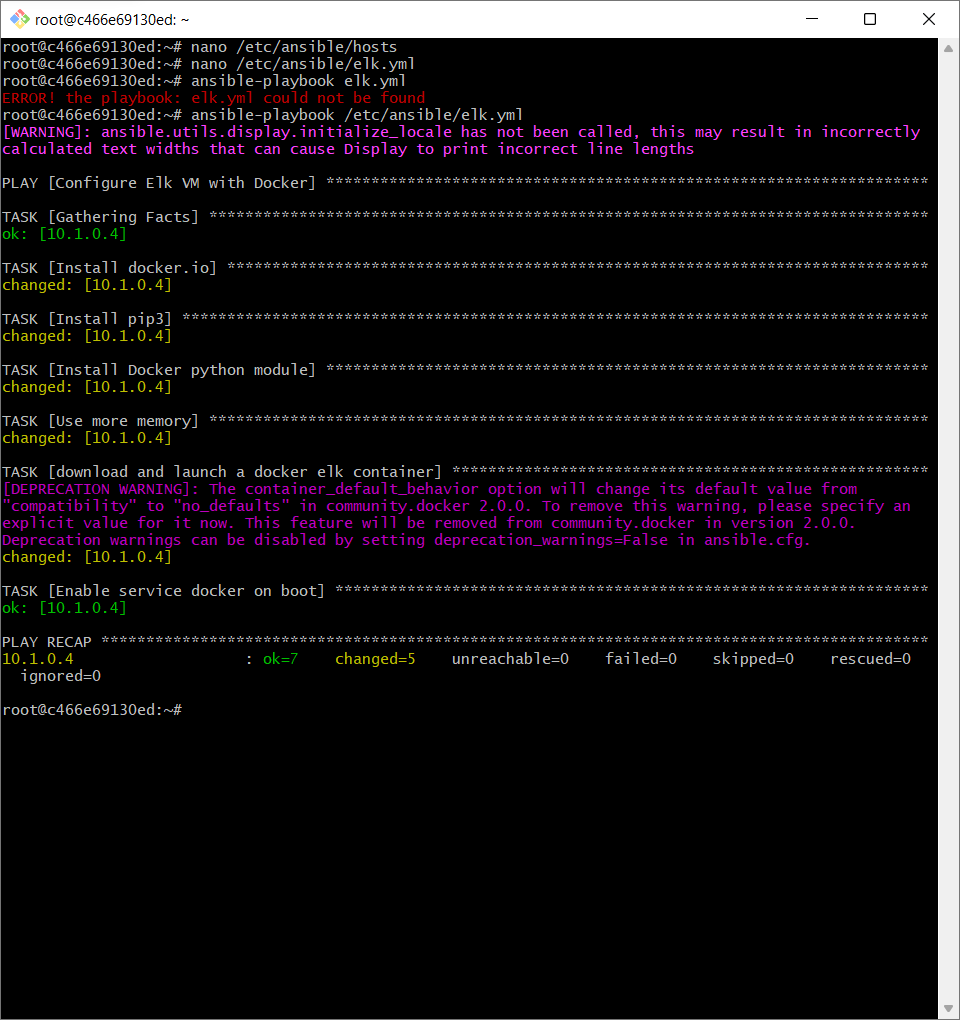 root@c466e69130ed: ~
root@c466e69130ed:~# nano /etc/ansible/hosts
root@c466e69130ed:~# nano /etc/ansible/elk.yml
root@c466e69130ed:~# ansible-playbook elk.yml
ERROR! the playbook: elk.yml could not be found
root@c466e69130ed:~# ansible-playbook /etc/ansible/elk.yml
[WARNING]: ansible.utils.display.initialize_locale has not been called, this may result in incorrectly
calculated text widths that can cause Display to print incorrect line lengths
PLAY [Configure Elk VM with Docker] *******************************************************************
TASK [Gathering Facts] ********************************************************************************
ok: [10.1.0.4]
TASK [Install docker.io] ******************************************************************************
changed: [10.1.0.4]
TASK [Install pip3] ***********************************************************************************
changed: [10.1.0.4]
TASK [Install Docker python module] *******************************************************************
changed: [10.1.0.4]
TASK [Use more memory] ********************************************************************************
changed: [10.1.0.4]
TASK [download and launch a docker elk container] *****************************************************
[DEPRECATION WARNING]: The container_default_behavior option will change its default value from
"compatibility" to "no_defaults" in community.docker 2.0.0. To remove this warning, please specify an
explicit value for it now. This feature will be removed from community.docker in version 2.0.0.
Deprecation warnings can be disabled by setting deprecation_warnings=False in ansible.cfg.
changed: [10.1.0.4]
TASK [Enable service docker on boot] ******************************************************************
ok: [10.1.0.4]
PLAY RECAP ********************************************************************************************
10.1.0.4                   : ok=7    changed=5    unreachable=0    failed=0    skipped=0    rescued=0
  ignored=0
root@c466e69130ed:~#